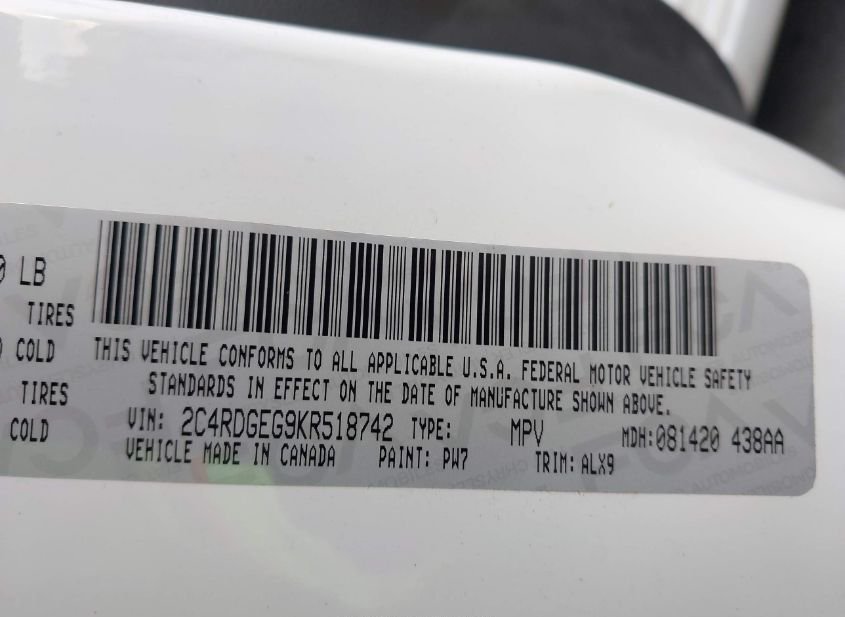 0 LB
TIRES
COLD
TIRES
COLD
THIS VEHICLE CONFORMS TO ALL APPLICABLE U.S.A. FEDERAL MOTOR VEHICLE SAFETY
STANDARDS IN EFFECT ON THE DATE OF MANUFACTURE SHOWN ABOVE.
VIN: 2C4RDGEG9KR518742 TYPE: MPV MDH:081420 438AA
VEHICLE MADE IN CANADA PAINT: PW7 TRIM: ALX9